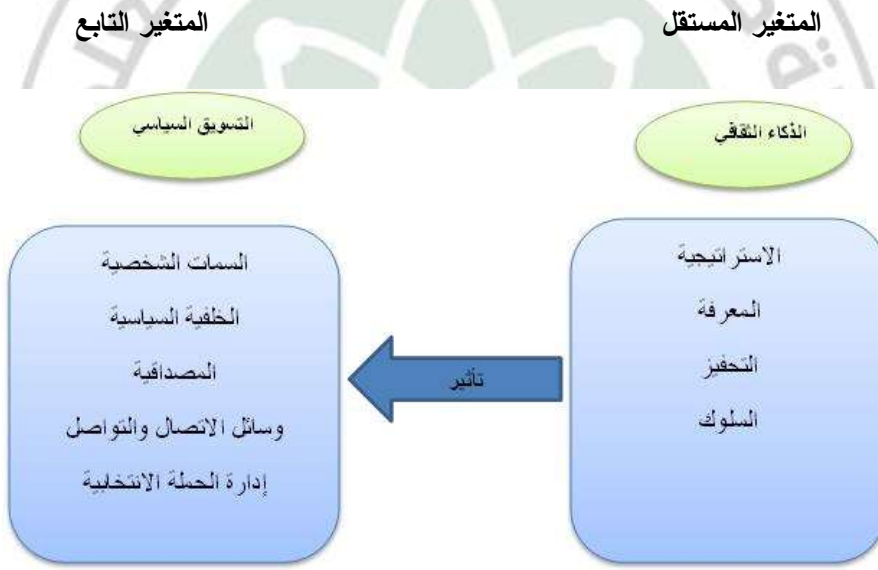 المتغير المستقل
المتغير التابع
الذكاء الثقافي
التسويق السياسي
الاستراتيجية
المعرفة
التحفيز
السلوك
تأثير
السمات الشخصية
الخلفية السياسية
المصداقية
وسائل الاتصال والتواصل
إدارة الحملة الانتخابية